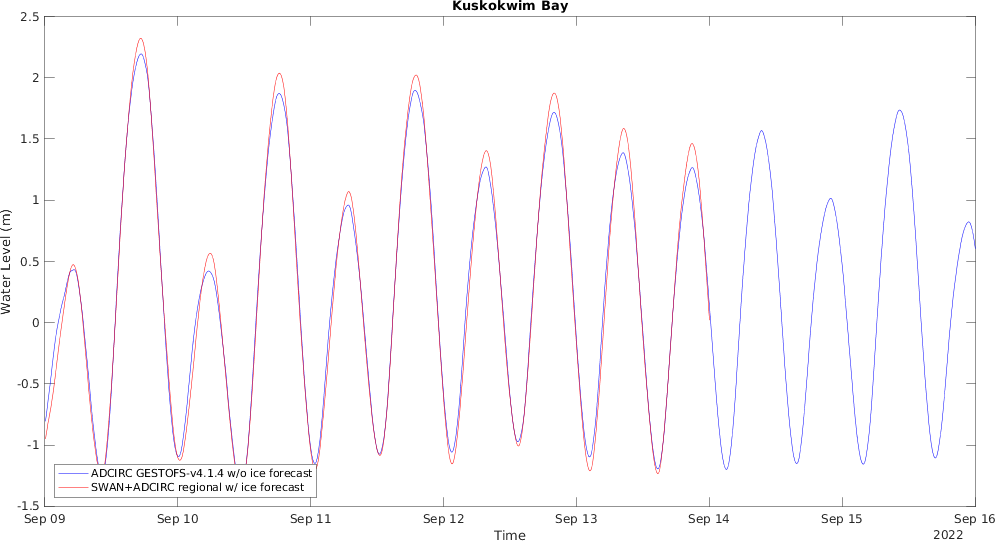 Kuskokwim Bay
2.5
2
1.5
1
0.5
0
-0.5
-1
-1.5
Water Level (m)
ADCIRC GESTOFS-v4.1.4 w/o ice forecast
SWAN+ADCIRC regional w/ ice forecast
Sep 09 Sep 10 Sep 11 Sep 12 Sep 13 Sep 14 Sep 15 Sep 16
Time
2022